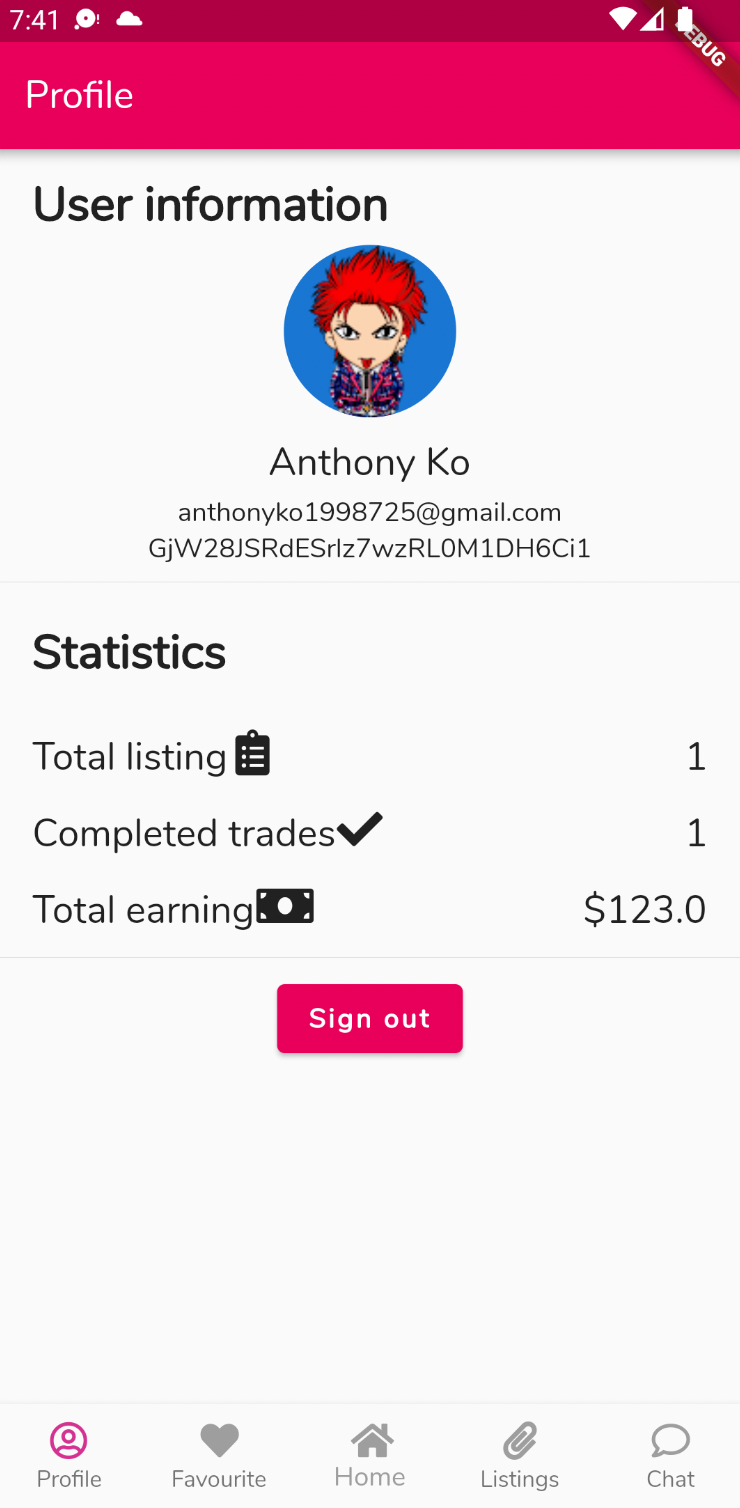 7:41
DEBUG
Profile
User information
Anthony Ko
anthonyko1998725@gmail.com
GjW28JSRdESrlz7wzRL0M1DH6Ci1
Statistics
Total listing 1
Completed trades 1
Total earning $123.0
Sign out
Profile Favourite Home Listings Chat